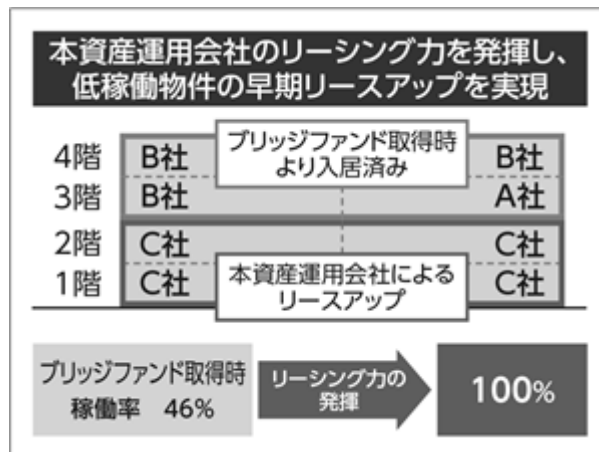 本資産運用会社のリーシング力を発揮し、
低稼働物件の早期リースアップを実現
ブリッジファンド取得時
より入居済み
4階 B社 B社
3階 B社 A社
2階 C社 C社
1階 C社 C社
本資産運用会社による
リースアップ
ブリッジファンド取得時
稼働率 46%
リーシング力の
発揮
100%